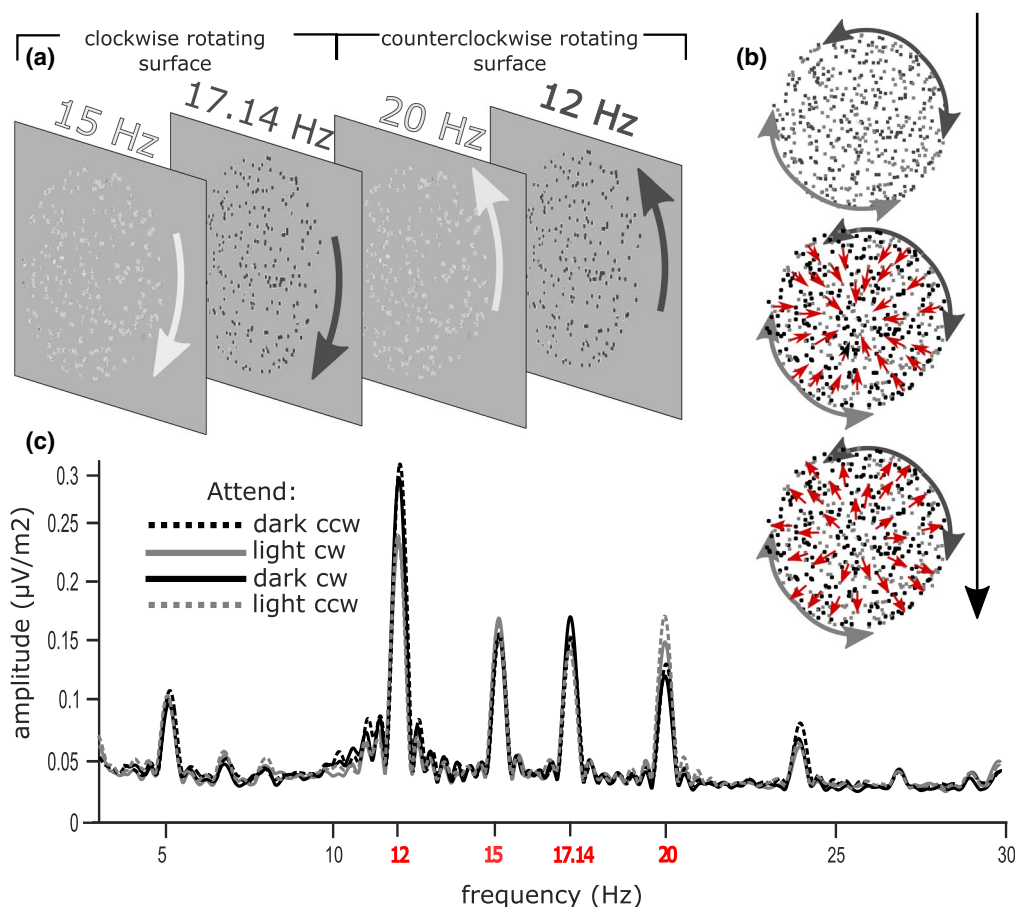 clockwise rotating
surface
counterclockwise rotating
surface
(a)
(b)
15 Hz
17.14 Hz
20 Hz
12 Hz
(c)
0.3
0.25
0.2
0.15
0.1
0.05
0
amplitude (µV/m2)
Attend:
dark ccw
light cw
dark cw
light ccw
5 10 12 15 17.14 20 25 30
frequency (Hz)